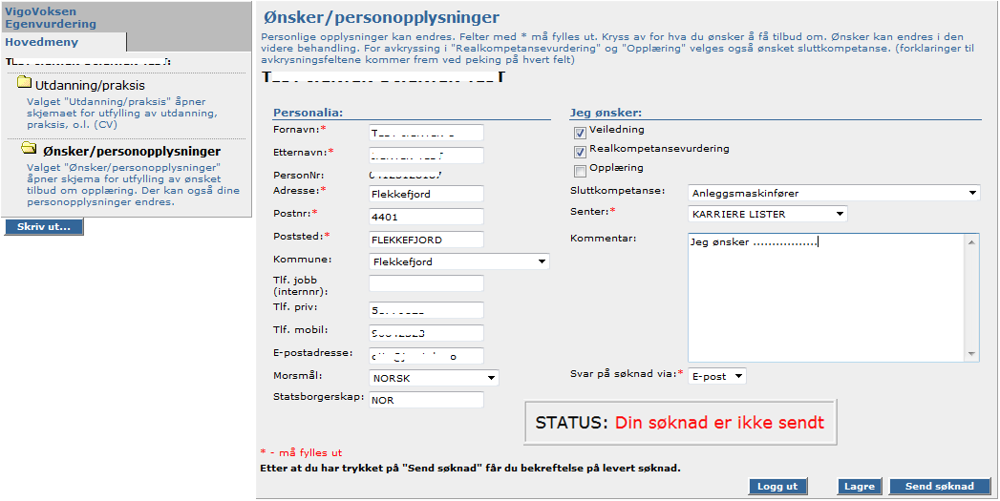 VigoVoksen
Egenvurdering
Hovedmeny
Utdanning/praksis
Valget "Utdanning/praksis" åpner
skjemaet for utfylling av utdanning,
praksis, o.l. (CV)
Ønsker/personopplysninger
Valget "Ønsker/personopplysninger"
åpner skjema for utfylling av ønsket
tilbud om opplæring. Der kan også dine
personopplysninger endres.
Skriv ut...
Ønsker/personopplysninger
Personlige opplysninger kan endres. Felter med * må fylles ut. Kryss av for hva du ønsker å få tilbud om. Ønsker kan endres i den
videre behandling. For avkryssing i "Realkompetansevurdering" og "Opplæring" velges også ønsket sluttkompetanse. (forklaringer til
avkrysningsfeltene kommer frem ved peking på hvert felt)
Personalia:
Fornavn:*
Etternavn:*
PersonNr:
Adresse:* Flekkefjord
Postnr:* 4401
Poststed:* FLEKKEFJORD
Kommune: Flekkefjord
Tlf. jobb
(internnr):
Tlf. priv:
Tlf. mobil:
E-postadresse:
Morsmål: NORSK
Statsborgerskap: NOR
Jeg ønsker:
Veiledning
Realkompetansevurdering
Opplæring
Sluttkompetanse: Anleggsmaskinfører
Senter:* KARRIERE LISTER
Kommentar: Jeg ønsker .................
Svar på søknad via:* E-post
STATUS: Din søknad er ikke sendt
* - må fylles ut
Etter at du har trykket på "Send søknad" får du bekreftelse på levert søknad.
Logg ut Lagre Send søknad